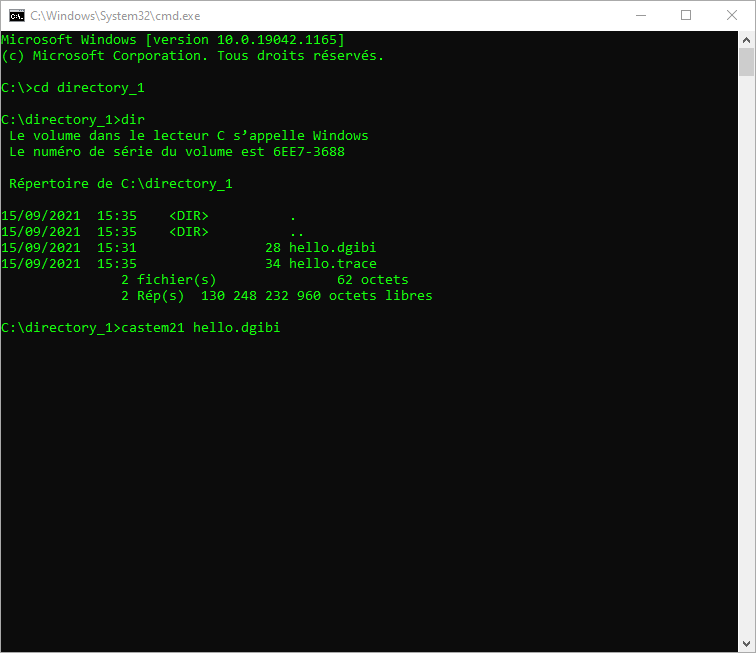 C:\Windows\System32\cmd.exe
Microsoft Windows [version 10.0.19042.1165]
(c) Microsoft Corporation. Tous droits réservés.
C:\>cd directory_1
C:\directory_1>dir
 Le volume dans le lecteur C s’appelle Windows
 Le numéro de série du volume est 6EE7-3688
 Répertoire de C:\directory_1
15/09/2021  15:35    <DIR>          .
15/09/2021  15:35    <DIR>          ..
15/09/2021  15:31                28 hello.dgibi
15/09/2021  15:35                34 hello.trace
               2 fichier(s)               62 octets
               2 Rép(s)  130 248 232 960 octets libres
C:\directory_1>castem21 hello.dgibi